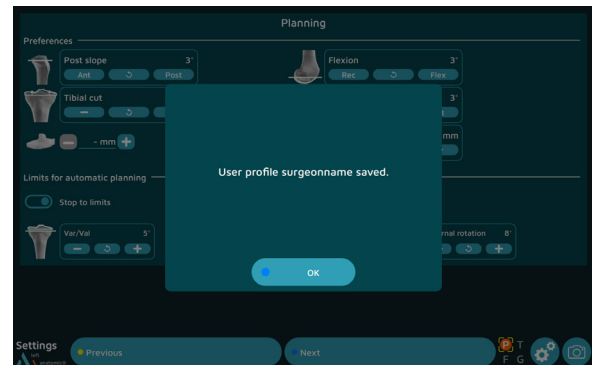 Planning
Preferences
Post slope 3°
Ant Post
Flexion 3°
Rec Flex
Tibial cut
3°
- mm
mm
User profile surgeonname saved.
Limits for automatic planning
Stop to limits
Var/Val 5°
rnal rotation 8°
OK
Settings
left
anatomic®
Previous
Next
P T
F G